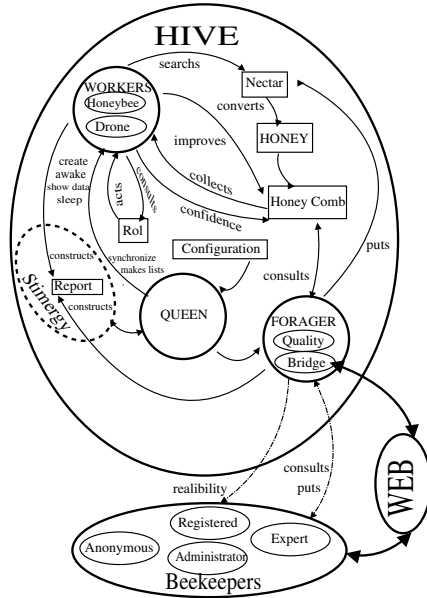 HIVE
searchs
WORKERS
Honeybee
Drone
Nectar
converts
HONEY
improves
create
awake
show data
sleep
acts
consults
collects
confidence
Honey Comb
Rol
Configuration
synchronize
makes lists
constructs
Report
constructs
Stimergy
QUEEN
consults
puts
FORAGER
Quality
Bridge
WEB
realibility
consults
puts
Registered
Anonymous
Administrator
Expert
Beekeepers